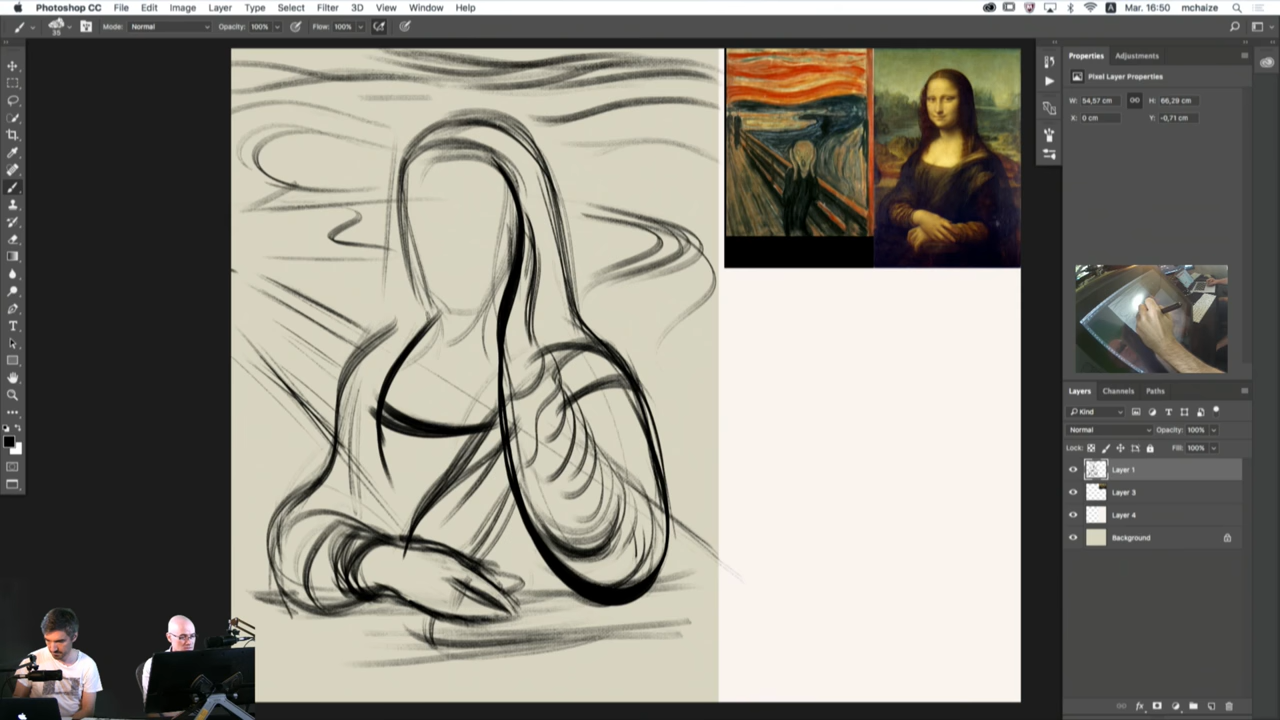 Photoshop CC File Edit Image Layer Type Select Filter 3D View Window Help
Mar. 16:50 mchaize
35 Mode: Normal Opacity: 100% Flow: 100%
Properties Adjustments
Pixel Layer Properties
W: 54,57 cm H: 66,29 cm
X: 0 cm Y: -0,71 cm
Layers Channels Paths
Kind
Normal Opacity: 100%
Lock: Fill: 100%
Layer 1
Layer 3
Layer 4
Background
fx